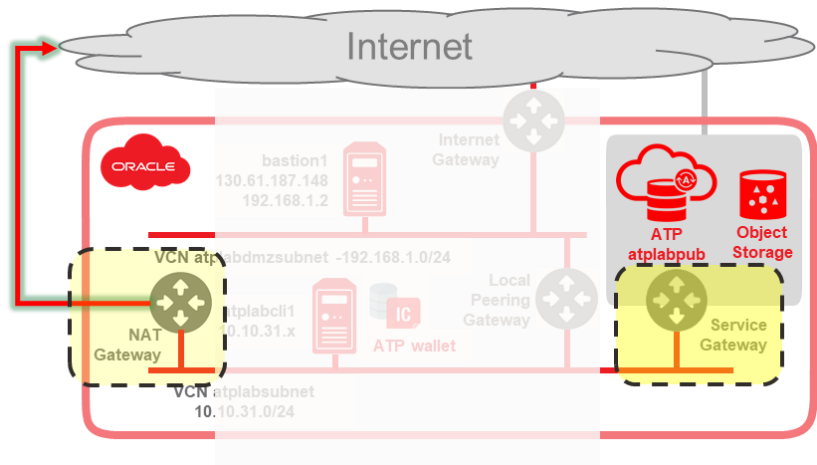 Internet
ORACLE
bastion1
130.61.187.148
192.168.1.2
Internet
Gateway
A
ATP
atplabpub
Object
Storage
VCN atplabdmzsubnet -192.168.1.0/24
NAT
Gateway
atplabcli1
10.10.31.x
IC
ATP wallet
Local
Peering
Gateway
Service
Gateway
VCN atplabsubnet
10.10.31.0/24